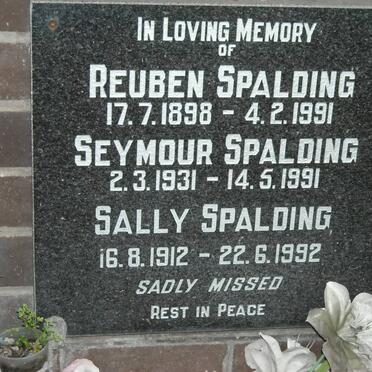 IN LOVING MEMORY
OF
REUBEN SPALDING
17.7.1898 - 4.2.1991
SEYMOUR SPALDING
2.3.1931 - 14.5.1991
SALLY SPALDING
16.8.1912 - 22.6.1992
SADLY MISSED
REST IN PEACE